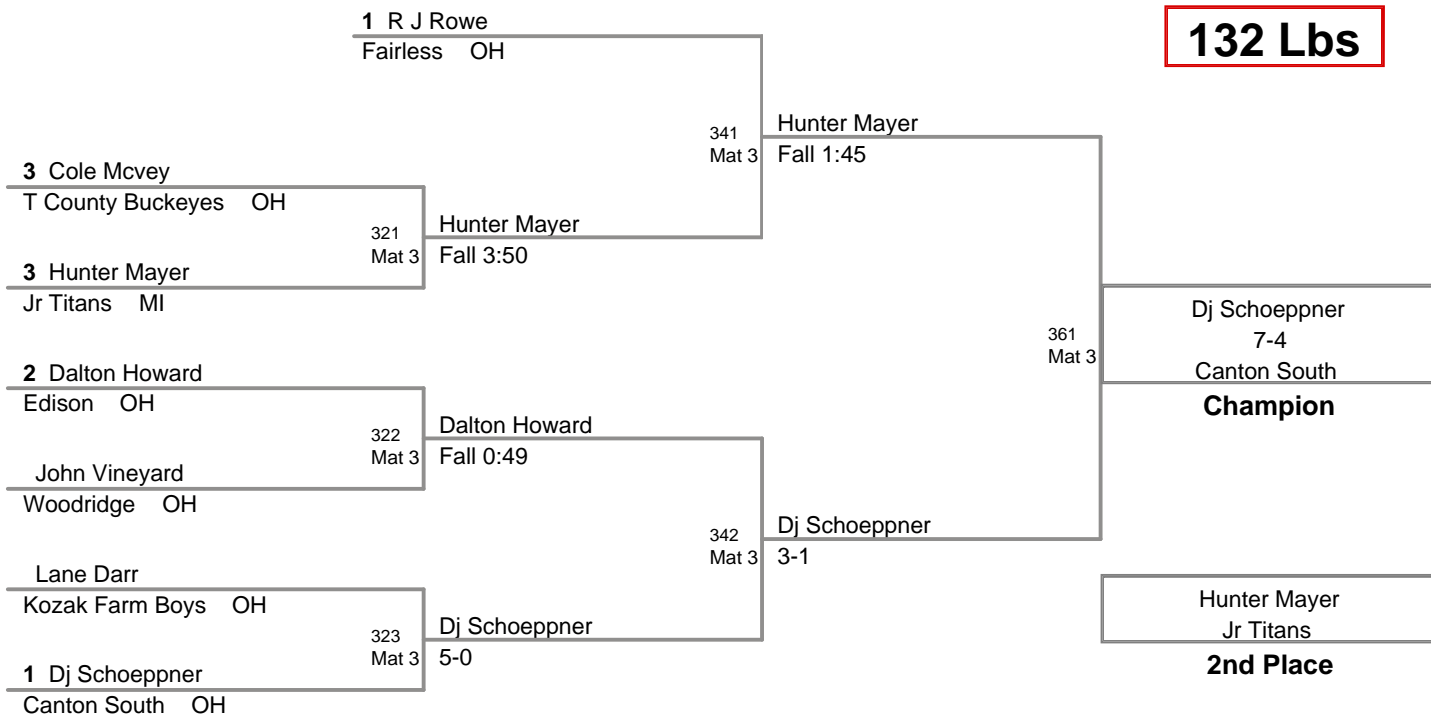 1 R J Rowe
Fairless OH
132 Lbs
341
Mat 3
Hunter Mayer
Fall 1:45
3 Cole Mcvey
T County Buckeyes OH
321
Mat 3
Hunter Mayer
Fall 3:50
3 Hunter Mayer
Jr Titans MI
361
Mat 3
Dj Schoeppner
7-4
Canton South
Champion
2 Dalton Howard
Edison OH
322
Mat 3
Dalton Howard
Fall 0:49
John Vineyard
Woodridge OH
342
Mat 3
Dj Schoeppner
3-1
Lane Darr
Kozak Farm Boys OH
323
Mat 3
Dj Schoeppner
5-0
1 Dj Schoeppner
Canton South OH
Hunter Mayer
Jr Titans
2nd Place